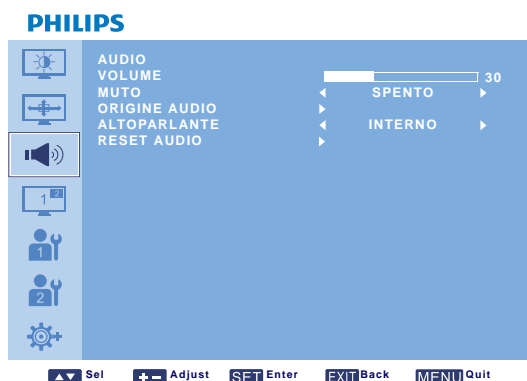 PHILIPS
AUDIO
VOLUME 30
MUTO SPENTO
ORIGINE AUDIO
ALTOPARLANTE INTERNO
RESET AUDIO
1 2
1
2
Sel Adjust SET Enter EXIT Back MENU Quit